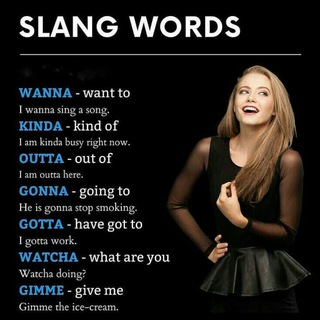 SLANG WORDS
WANNA - want to
I wanna sing a song.
KINDA - kind of
I am kinda busy right now.
OUTTA - out of
I am outta here.
GONNA - going to
He is gonna stop smoking.
GOTTA - have got to
I gotta work.
WATCHA - what are you
Watcha doing?
GIMME - give me
Gimme the ice-cream.